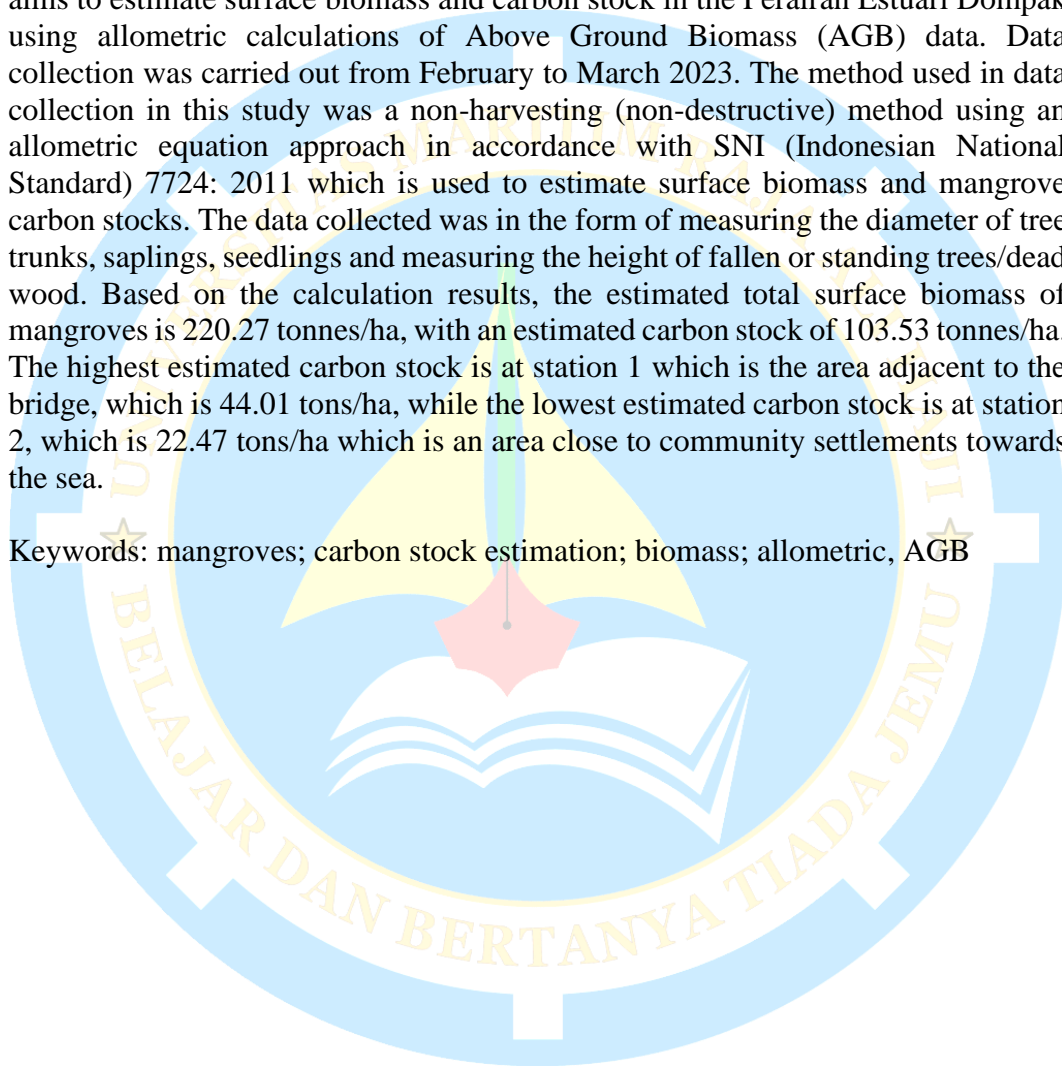 aims to estimate surface biomass and carbon stock in the Perairan Estuari Dompak
using allometric calculations of Above Ground Biomass (AGB) data. Data
collection was carried out from February to March 2023. The method used in data
collection in this study was a non-harvesting (non-destructive) method using an
allometric equation approach in accordance with SNI (Indonesian National
Standard) 7724: 2011 which is used to estimate surface biomass and mangrove
carbon stocks. The data collected was in the form of measuring the diameter of tree
trunks, saplings, seedlings and measuring the height of fallen or standing trees/dead
wood. Based on the calculation results, the estimated total surface biomass of
mangroves is 220.27 tonnes/ha, with an estimated carbon stock of 103.53 tonnes/ha.
The highest estimated carbon stock is at station 1 which is the area adjacent to the
bridge, which is 44.01 tons/ha, while the lowest estimated carbon stock is at station
2, which is 22.47 tons/ha which is an area close to community settlements towards
the sea.
Keywords: mangroves; carbon stock estimation; biomass; allometric, AGB
UNIVERSITAS MARITIM RAJA ALI HAJI
BELAJAR DAN BERTANYA TIADA JEMU